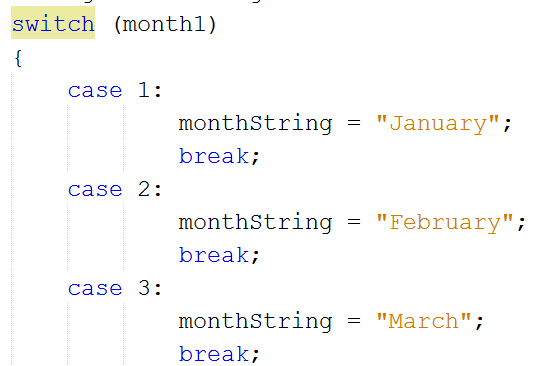 switch (month1)
{
case 1:
monthString = "January";
break;
case 2:
monthString = "February";
break;
case 3:
monthString = "March";
break;